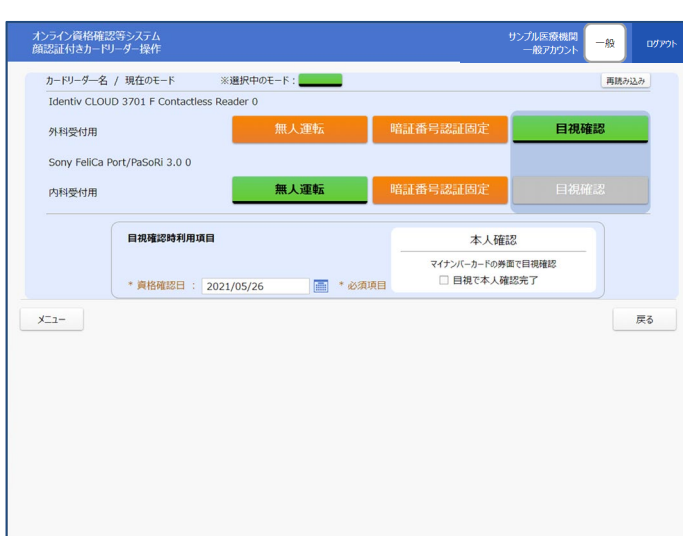 オンライン資格確認等システム
顔認証付きカードリーダー操作
サンプル医療機関
一般アカウント
一般
ログアウト
カードリーダー名 / 現在のモード ※選択中のモード：
再読み込み
Identiv CLOUD 3701 F Contactless Reader 0
外科受付用 無人運転 暗証番号認証固定 目視確認
Sony FeliCa Port/PaSoRi 3.0 0
内科受付用 無人運転 暗証番号認証固定 目視確認
目視確認時利用項目
本人確認
マイナンバーカードの券面で目視確認
目視で本人確認完了
* 資格確認日 ： 2021/05/26 * 必須項目
メニュー
戻る